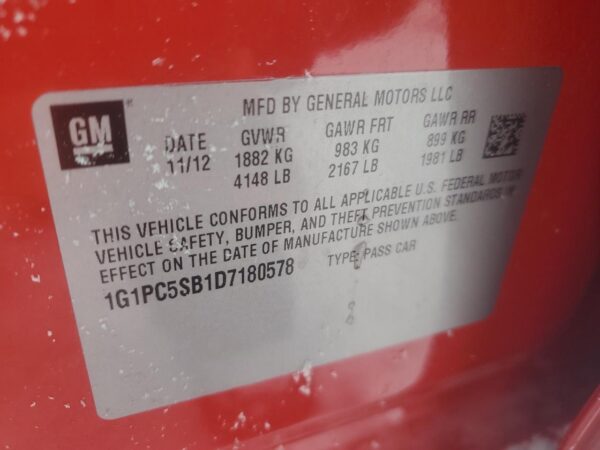 GM
MFD BY GENERAL MOTORS LLC
DATE GVWR GAWR FRT GAWR RR
11/12 1882 KG 983 KG 899 KG
4148 LB 2167 LB 1981 LB
THIS VEHICLE CONFORMS TO ALL APPLICABLE U.S. FEDERAL MOTOR
VEHICLE SAFETY, BUMPER, AND THEFT PREVENTION STANDARDS IN
EFFECT ON THE DATE OF MANUFACTURE SHOWN ABOVE.
1G1PC5SB1D7180578 TYPE: PASS CAR